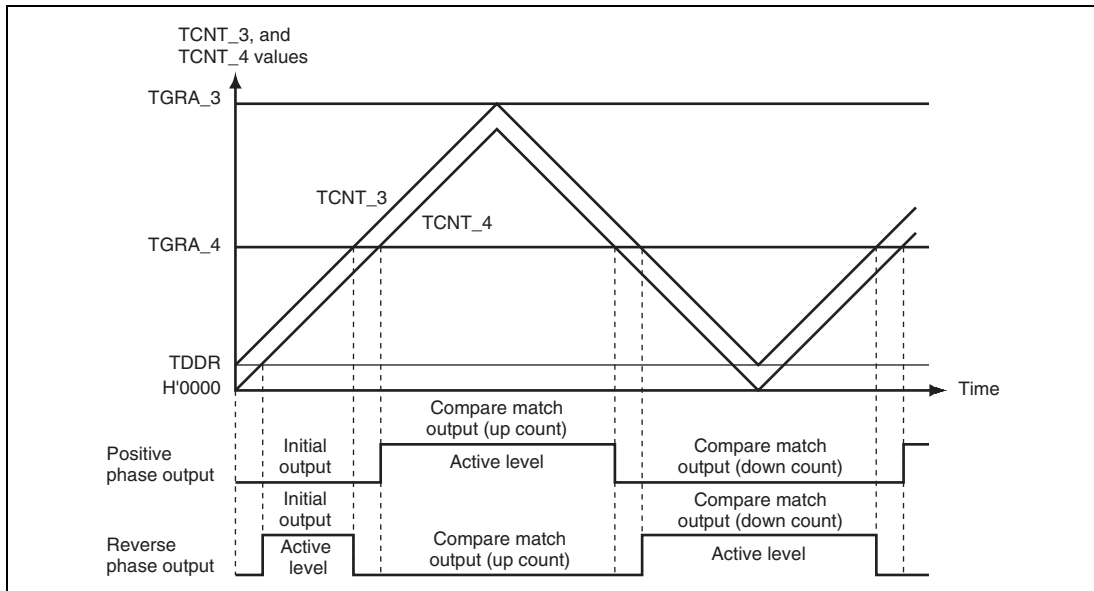 TCNT_3, and
TCNT_4 values
TGRA_3
TCNT_3
TCNT_4
TGRA_4
TDDR
H'0000
Time
Compare match
output (up count)
Positive
phase output
Initial
output
Active level
Compare match
output (down count)
Initial
output
Compare match
output (down count)
Reverse
phase output
Active
level
Compare match
output (up count)
Active level